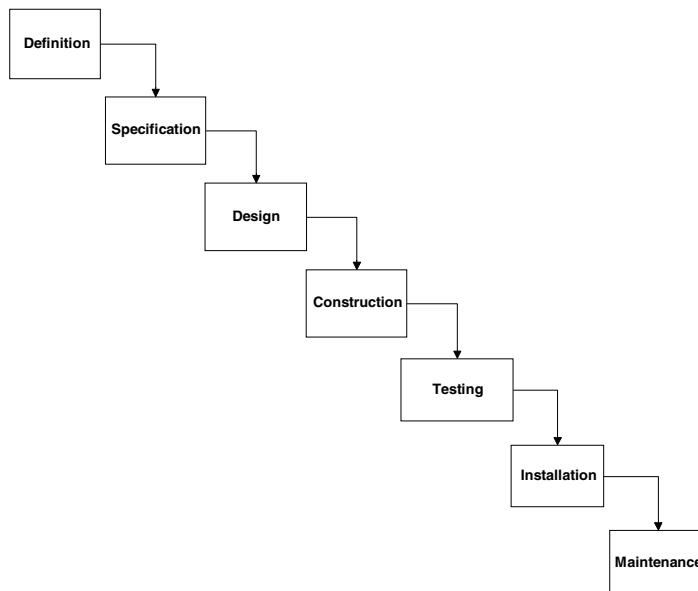 Definition
Specification
Design
Construction
Testing
Installation
Maintenance